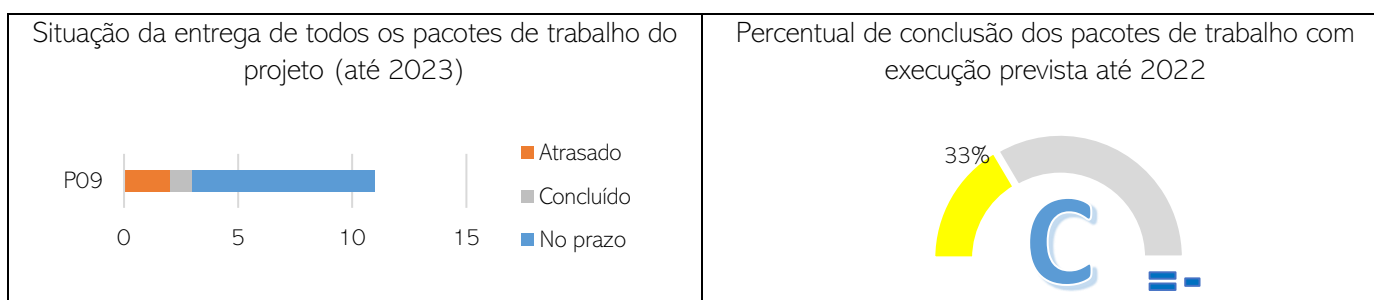 Situação da entrega de todos os pacotes de trabalho do
projeto (até 2023)
P09
0
5
10
15
Atrasado
Concluído
No prazo
Percentual de conclusão dos pacotes de trabalho com
execução prevista até 2022
33%
C